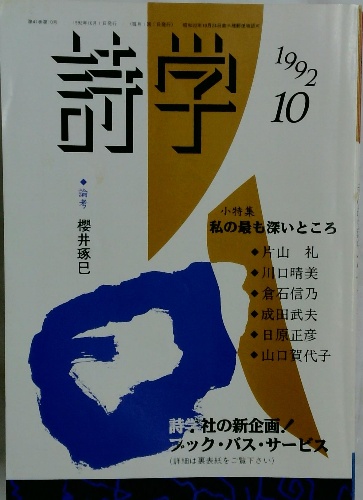 詩学
1992
10
◆論考 櫻井琢巳
小特集
私の最も深いところ
◆片山 礼
◆川口晴美
◆倉石信乃
◆成田武夫
◆日原正彦
◆山口賀代子
詩学社の新企画!
ブック・バス・サービス
(詳細は裏表紙をご覧下さい)